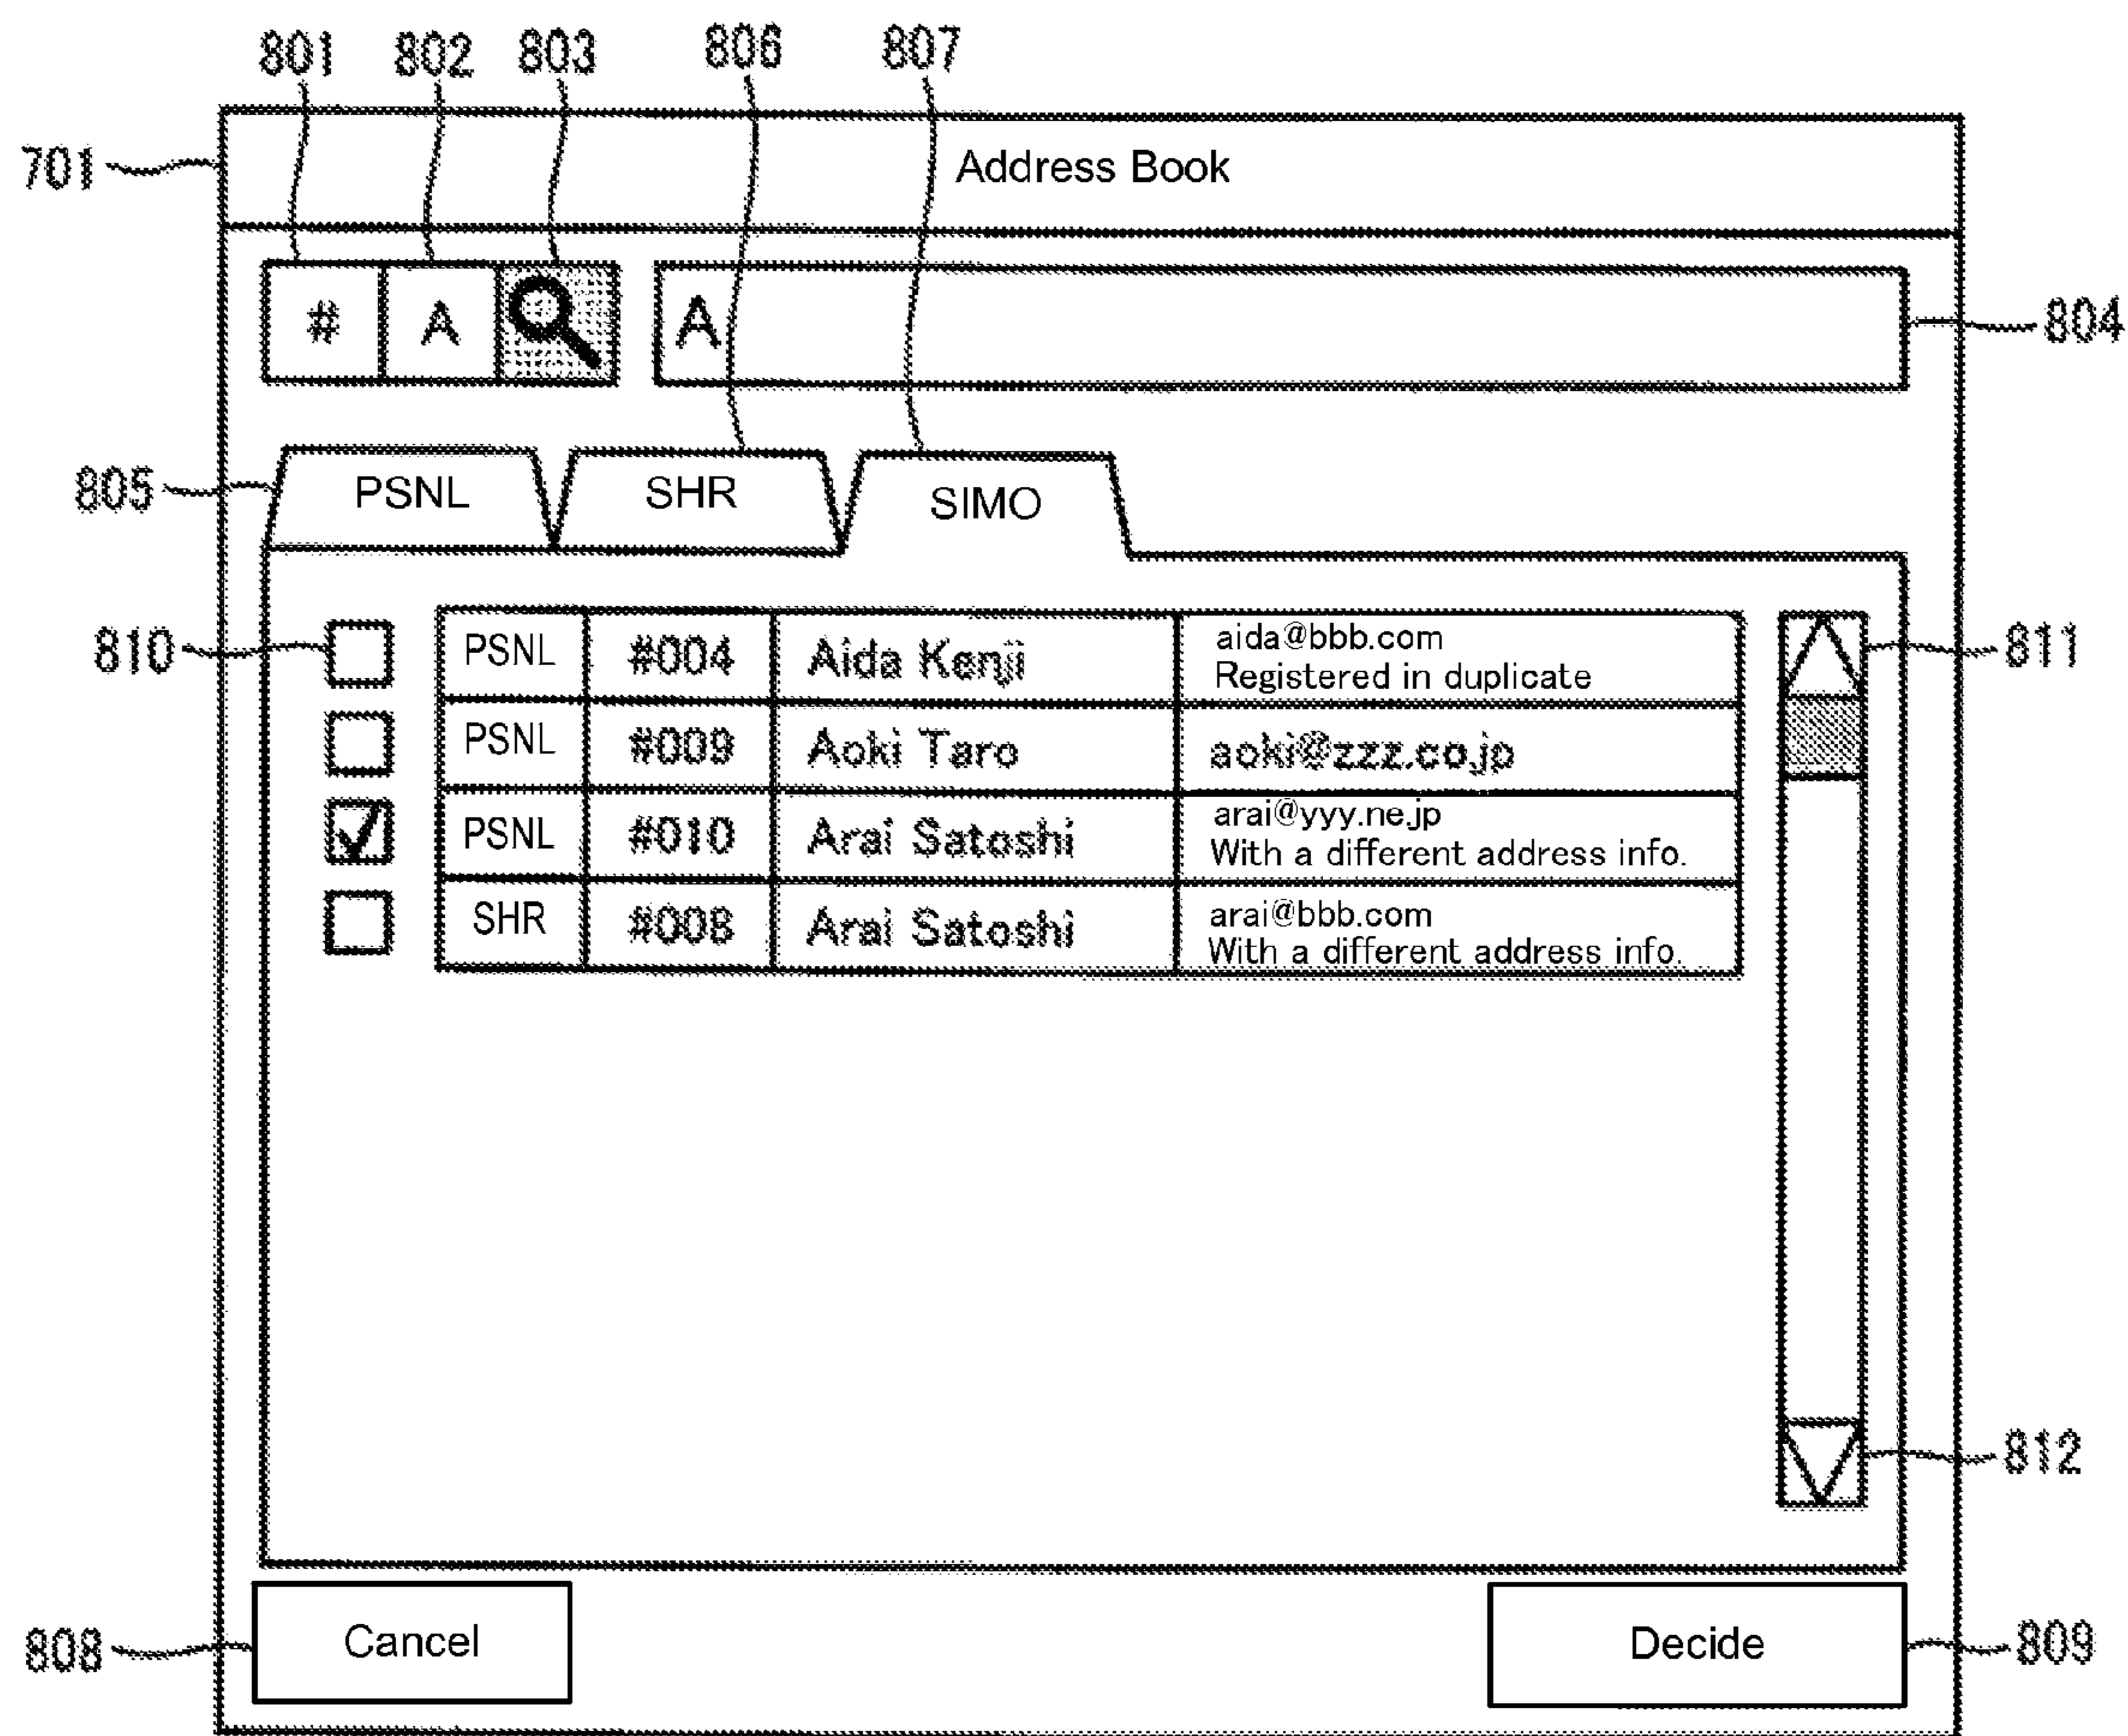 801 802 803 806 807
701 Address Book
# A A 804
805 PSNL SHR SIMO
810 PSNL #004 Aida Kenji aida@bbb.com 811
Registered in duplicate
PSNL #009 Aoki Taro aoki@zzz.co.jp
PSNL #010 Arai Satoshi arai@yyy.ne.jp
With a different address info.
SHR #008 Arai Satoshi arai@bbb.com
With a different address info.
812
808 Cancel Decide 809